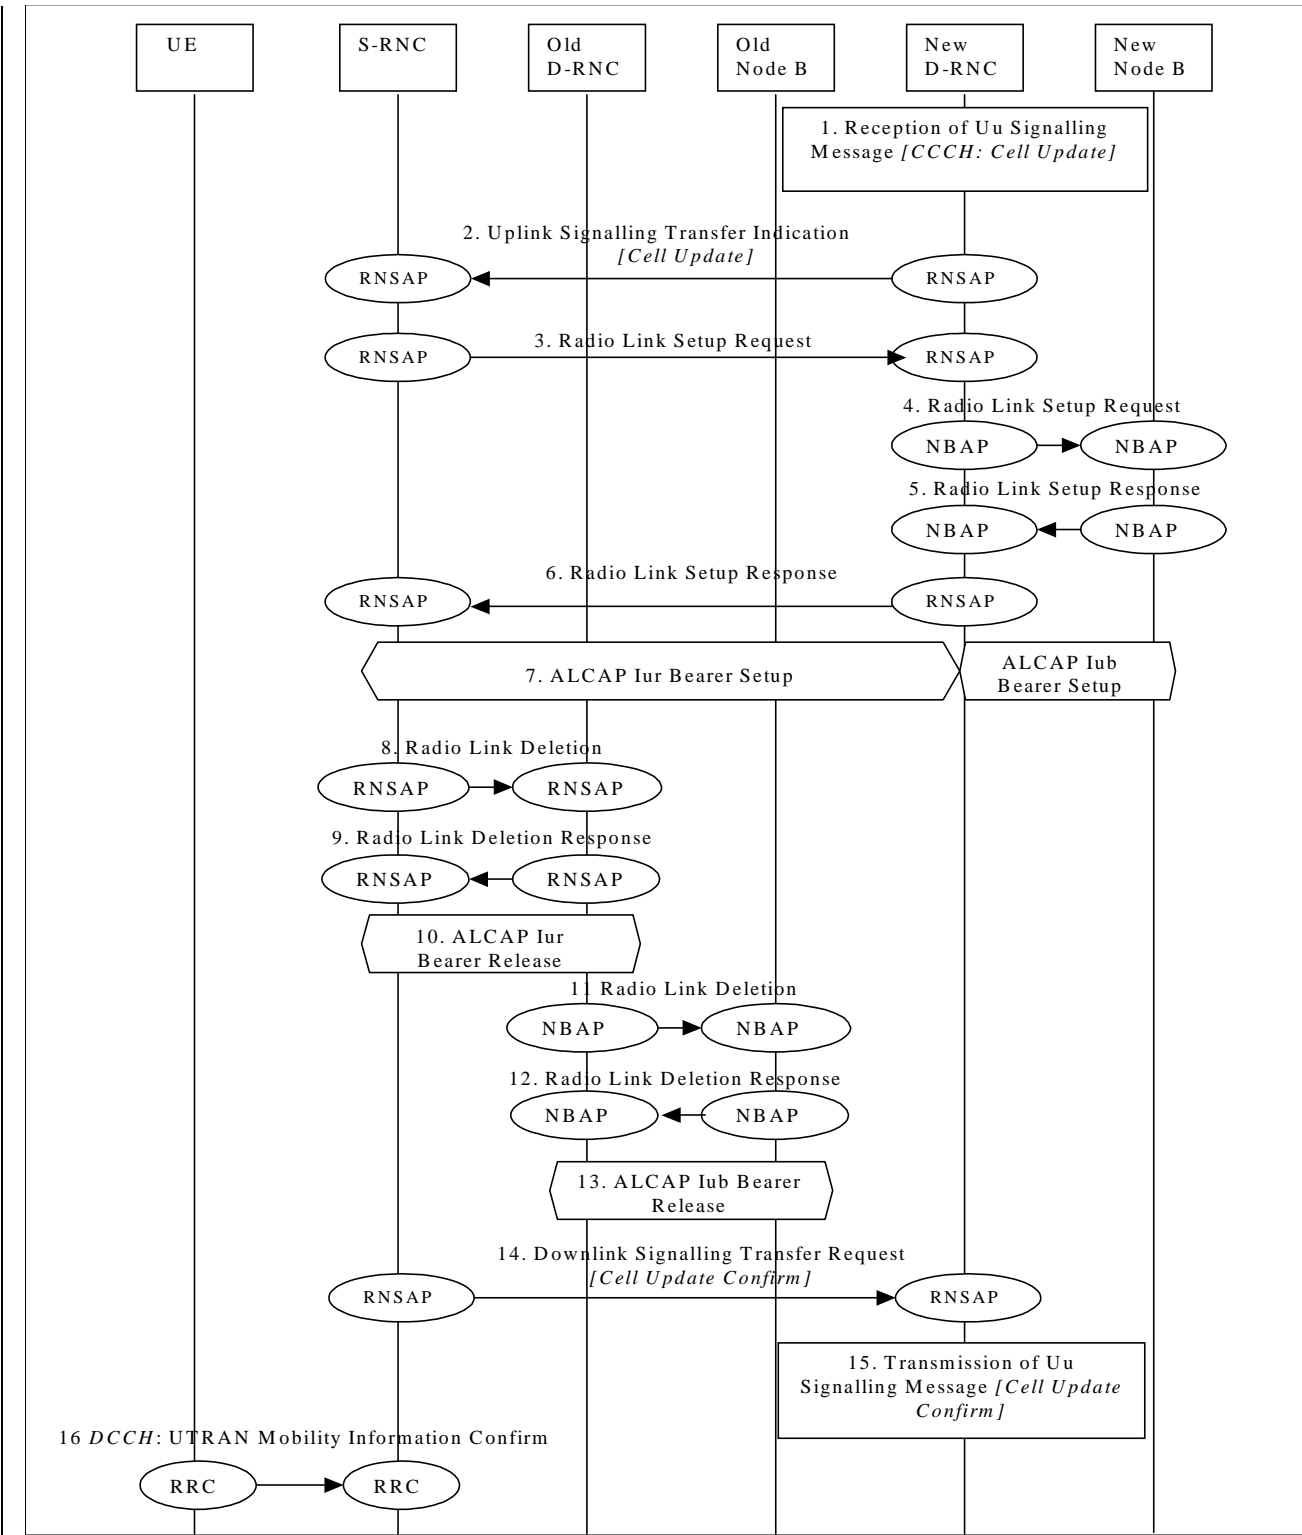 UE
S-RNC
Old
D-RNC
Old
Node B
New
D-RNC
New
Node B
1. Reception of Uu Signalling
Message [CCCH: Cell Update]
2. Uplink Signalling Transfer Indication
[Cell Update]
RNSAP
RNSAP
3. Radio Link Setup Request
RNSAP
RNSAP
4. Radio Link Setup Request
NBAP
NBAP
5. Radio Link Setup Response
NBAP
NBAP
6. Radio Link Setup Response
RNSAP
RNSAP
7. ALCAP Iur Bearer Setup
ALCAP Iub
Bearer Setup
8. Radio Link Deletion
RNSAP
RNSAP
9. Radio Link Deletion Response
RNSAP
RNSAP
10. ALCAP Iur
Bearer Release
11 Radio Link Deletion
NBAP
NBAP
12. Radio Link Deletion Response
NBAP
NBAP
13. ALCAP Iub Bearer
Release
14. Downlink Signalling Transfer Request
[Cell Update Confirm]
RNSAP
RNSAP
15. Transmission of Uu
Signalling Message [Cell Update
Confirm]
16 DCCH: UTRAN Mobility Information Confirm
RRC
RRC